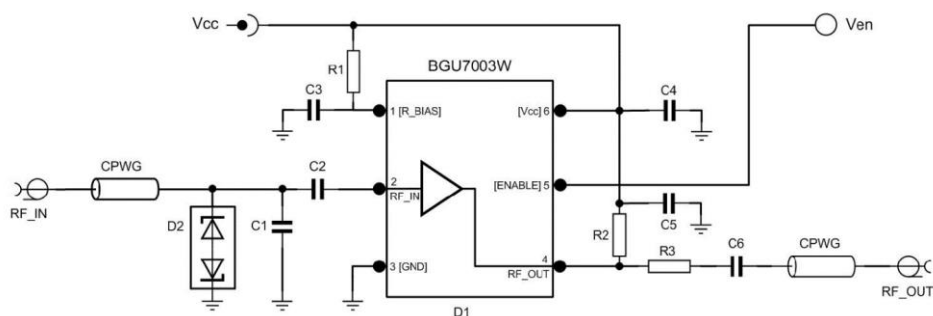 Vcc
Ven
R1
BGU7003W
C3
C4
1 [R_BIAS]
[Vcc] 6
CPWG
C2
2
RF_IN
[ENABLE] 5
RF_IN
D2
C1
R2
C5
3 [GND]
4
RF_OUT
R3
C6
CPWG
RF_OUT
D1